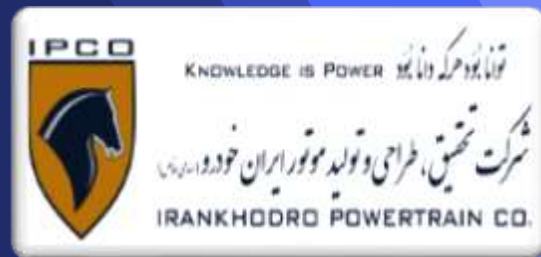 IPCO
KNOWLEDGE IS POWER توانا بود هر که دانا بود
شرکت تحقیق، طراحی و تولید موتور ایران خودرو
IRANKHODRO POWERTRAIN CO.